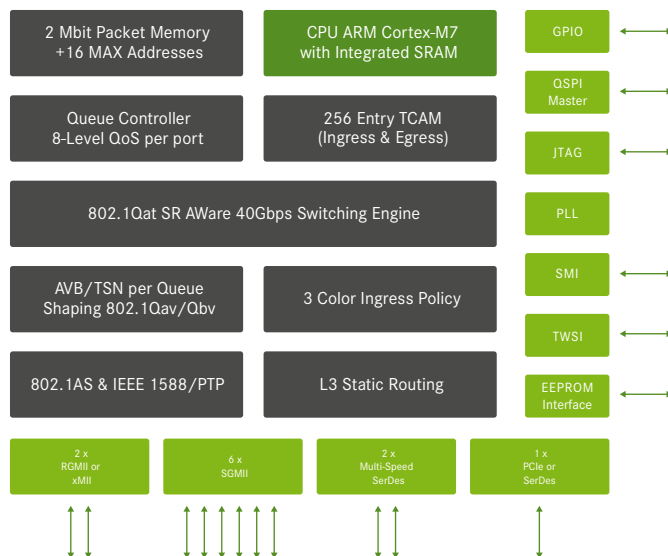 2 Mbit Packet Memory
+16 MAX Addresses
CPU ARM Cortex-M7
with Integrated SRAM
GPIO
QSPI
Master
Queue Controller
8-Level QoS per port
256 Entry TCAM
(Ingress & Egress)
JTAG
802.1Qat SR AWare 40Gbps Switching Engine
PLL
AVB/TSN per Queue
Shaping 802.1Qav/Qbv
3 Color Ingress Policy
SMI
TWSI
802.1AS & IEEE 1588/PTP
L3 Static Routing
EEPROM
Interface
2 x
RGMII or
xMII
6 x
SGMII
2 x
Multi-Speed
SerDes
1 x
PCIe or
SerDes